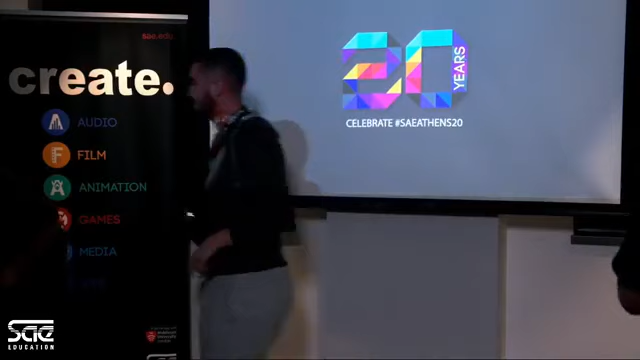 sae.edu
create.
AUDIO
FILM
ANIMATION
GAMES
MEDIA
20
YEARS
CELEBRATE #SAEATHENS20
sae
EDUCATION